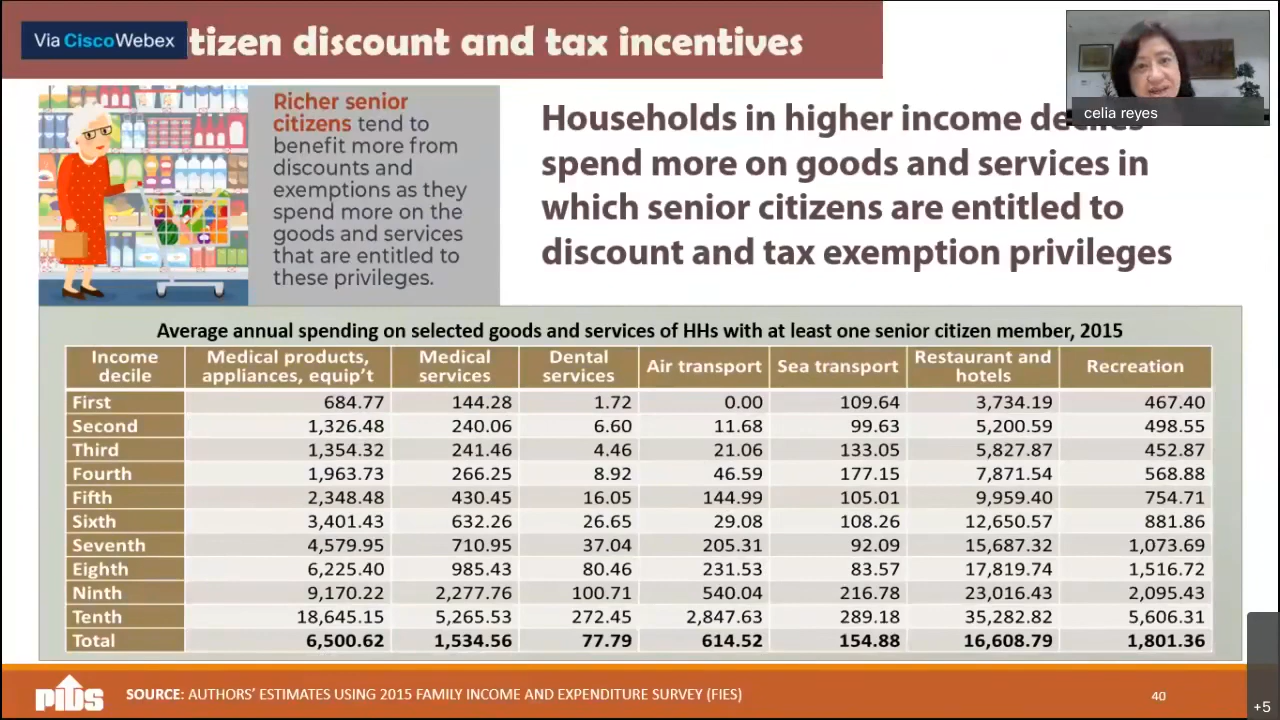 Via CiscoWebex
tizen discount and tax incentives
celia reyes
Richer senior
citizens tend to
benefit more from
discounts and
exemptions as they
spend more on the
goods and services
that are entitled to
these privileges.
Households in higher income deciles
spend more on goods and services in
which senior citizens are entitled to
discount and tax exemption privileges
Average annual spending on selected goods and services of HHs with at least one senior citizen member, 2015
Income decile Medical products, appliances, equip’t Medical services Dental services Air transport Sea transport Restaurant and hotels Recreation
First 684.77 144.28 1.72 0.00 109.64 3,734.19 467.40
Second 1,326.48 240.06 6.60 11.68 99.63 5,200.59 498.55
Third 1,354.32 241.46 4.46 21.06 133.05 5,827.87 452.87
Fourth 1,963.73 266.25 8.92 46.59 177.15 7,871.54 568.88
Fifth 2,348.48 430.45 16.05 144.99 105.01 9,959.40 754.71
Sixth 3,401.43 632.26 26.65 29.08 108.26 12,650.57 881.86
Seventh 4,579.95 710.95 37.04 205.31 92.09 15,687.32 1,073.69
Eighth 6,225.40 985.43 80.46 231.53 83.57 17,819.74 1,516.72
Ninth 9,170.22 2,277.76 100.71 540.04 216.78 23,016.43 2,095.43
Tenth 18,645.15 5,265.53 272.45 2,847.63 289.18 35,282.82 5,606.31
Total 6,500.62 1,534.56 77.79 614.52 154.88 16,608.79 1,801.36
pids
SOURCE: AUTHORS’ ESTIMATES USING 2015 FAMILY INCOME AND EXPENDITURE SURVEY (FIES)
40
+5